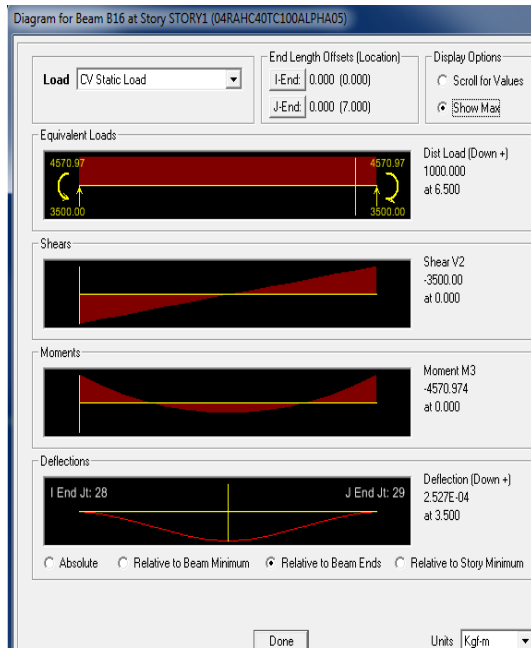 Diagram for Beam B16 at Story STORY1 (04RAHC40TC100ALPHA05)
Load CV Static Load
End Length Offsets (Location)
I-End: 0.000 (0.000)
J-End: 0.000 (7.000)
Display Options
Scroll for Values
Show Max
Equivalent Loads
4570.97 4570.97
3500.00 3500.00
Dist Load (Down +)
1000.000
at 6.500
Shears
Shear V2
-3500.00
at 0.000
Moments
Moment M3
-4570.974
at 0.000
Deflections
I End Jt: 28 J End Jt: 29
Deflection (Down +)
2.527E-04
at 3.500
Absolute Relative to Beam Minimum Relative to Beam Ends Relative to Story Minimum
Done Units Kgf-m